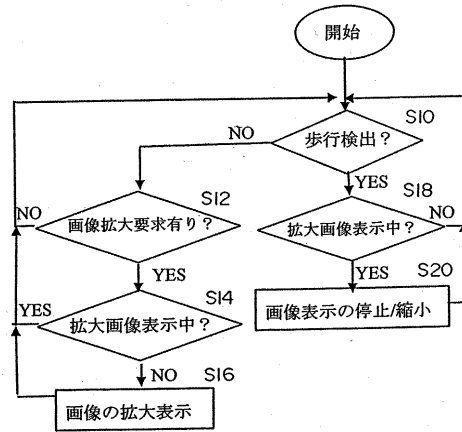 開始
S10
歩行検出?
NO
YES
S12
画像拡大要求有り?
NO
YES
S18
拡大画像表示中?
NO
YES
S14
拡大画像表示中?
YES
NO
S20
画像表示の停止/縮小
S16
画像の拡大表示